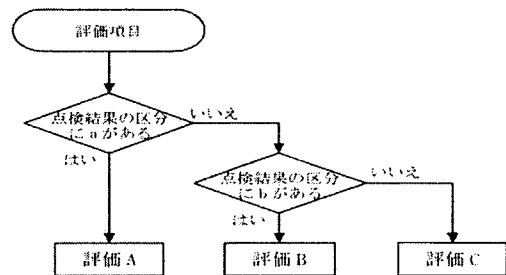 評価項目
点検結果の区分
にaがある
いいえ
はい
点検結果の区分
にbがある
いいえ
はい
評価A
評価B
評価C